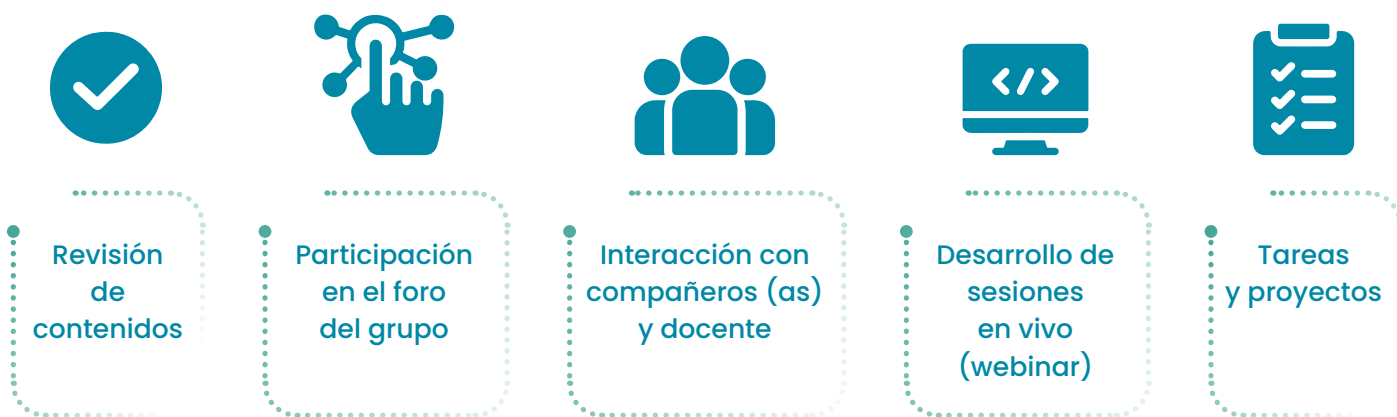 Revisión
de
contenidos
Participación
en el foro
del grupo
Interacción con
compañeros (as)
y docente
Desarrollo de
sesiones
en vivo
(webinar)
Tareas
y proyectos